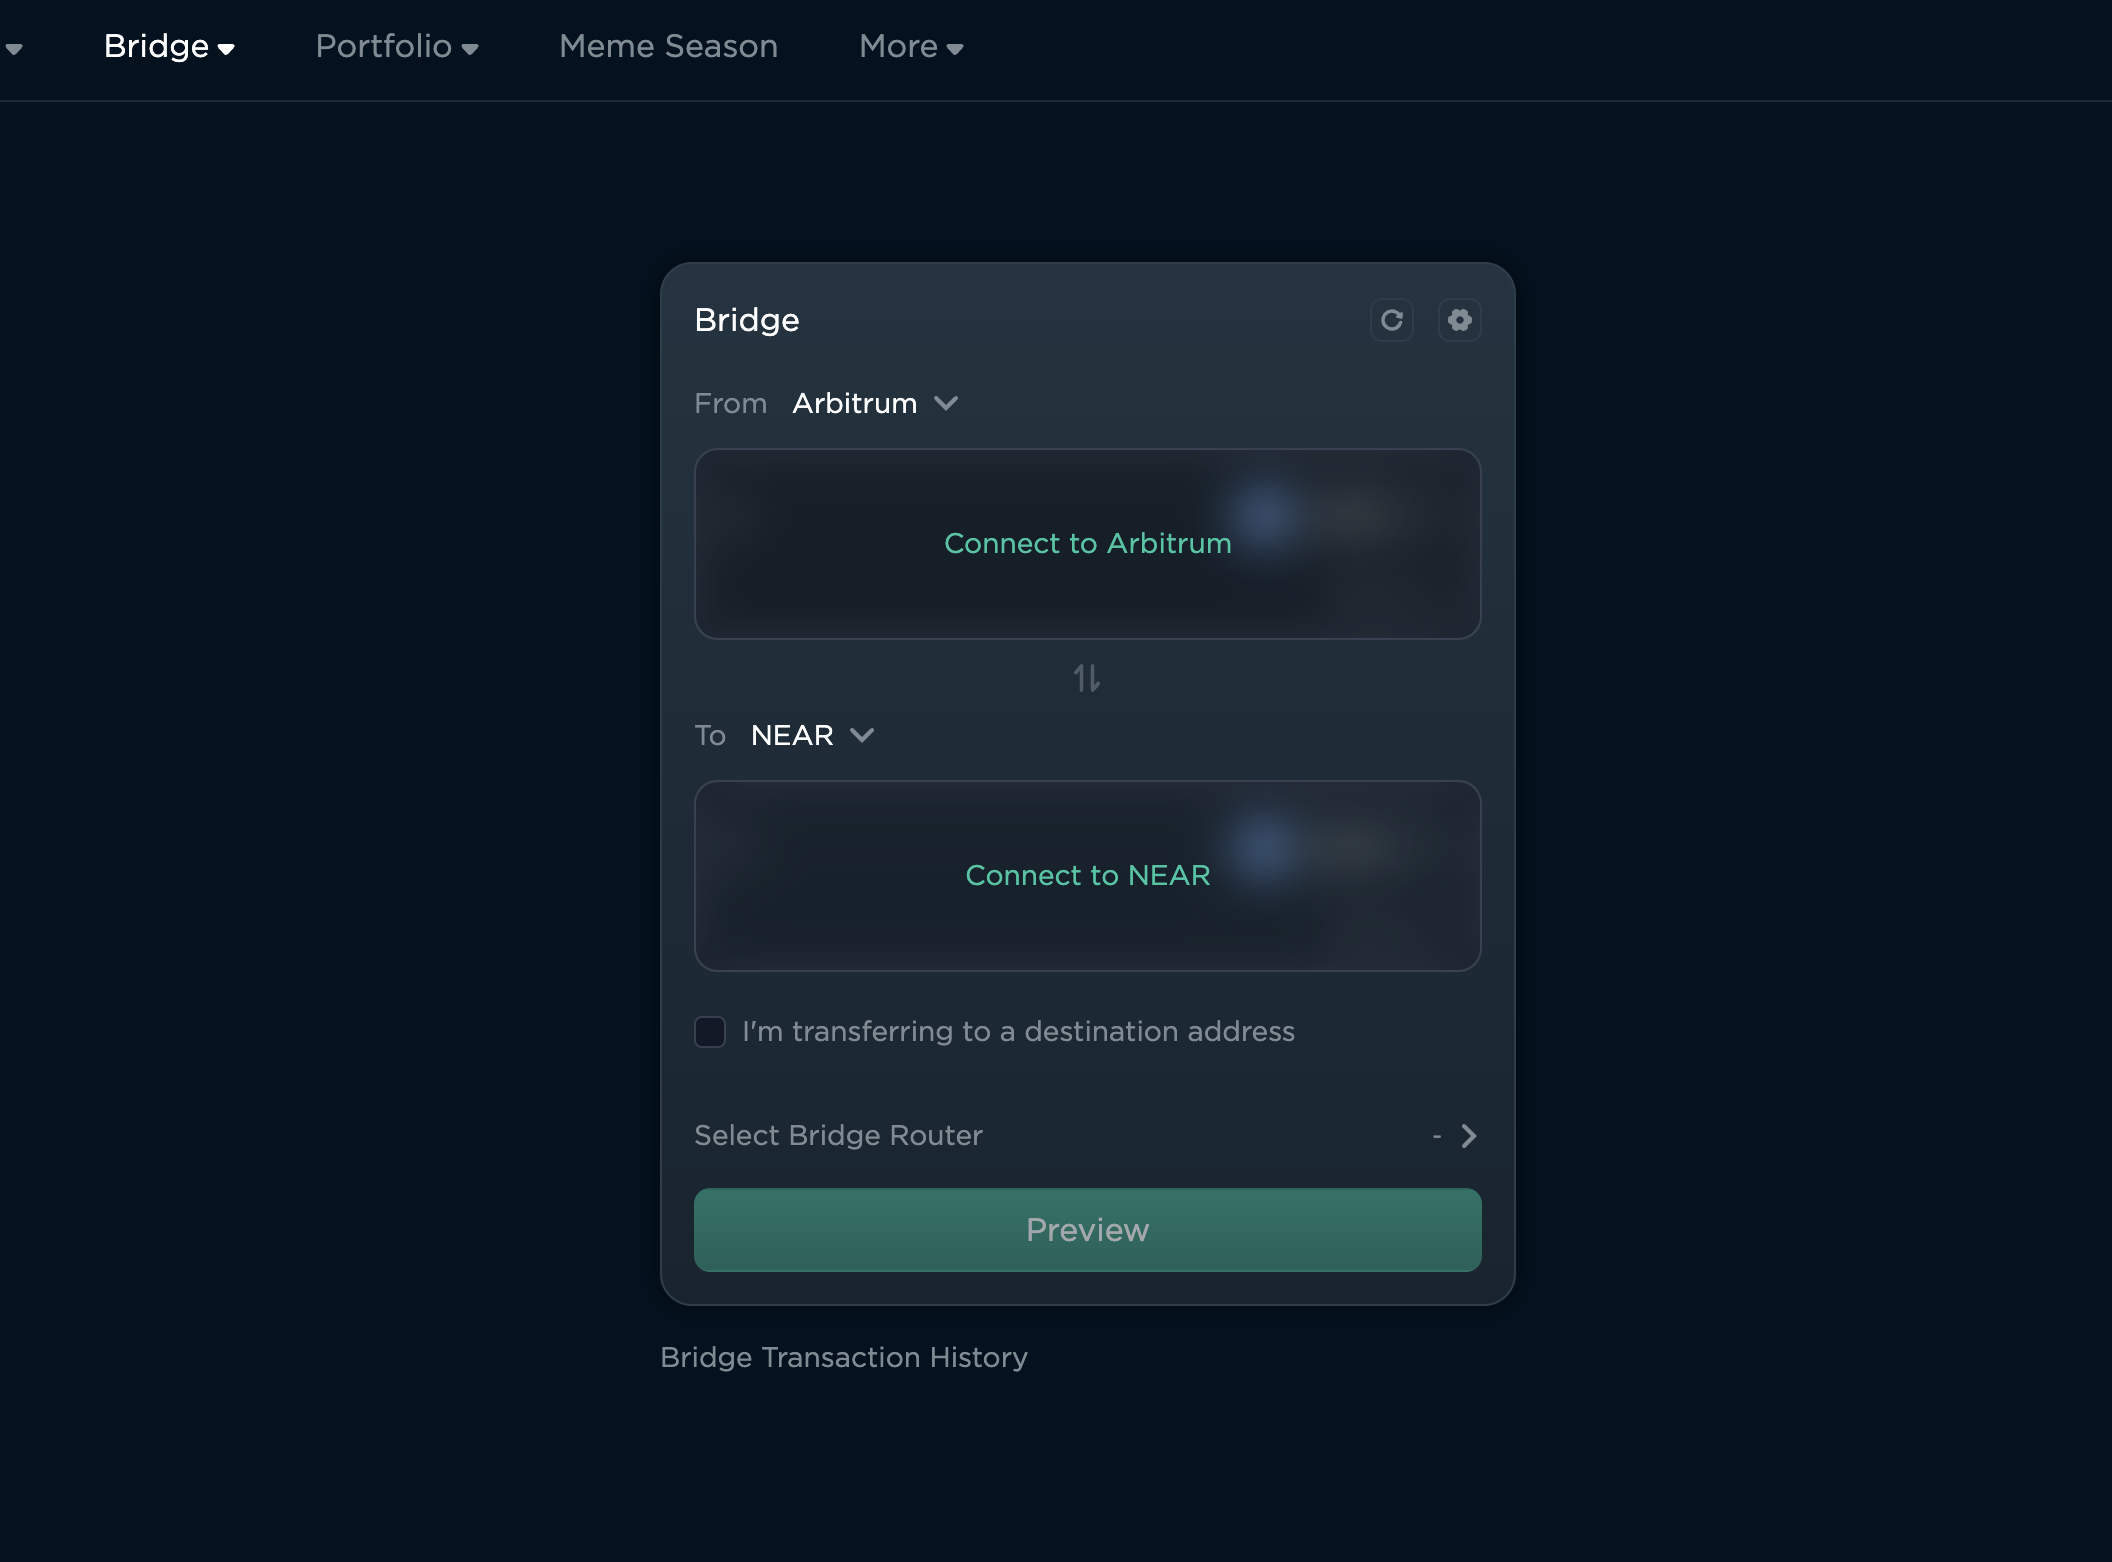 Bridge Portfolio Meme Season More
Bridge
From Arbitrum
Connect to Arbitrum
To NEAR
Connect to NEAR
I'm transferring to a destination address
Select Bridge Router -
Preview
Bridge Transaction History